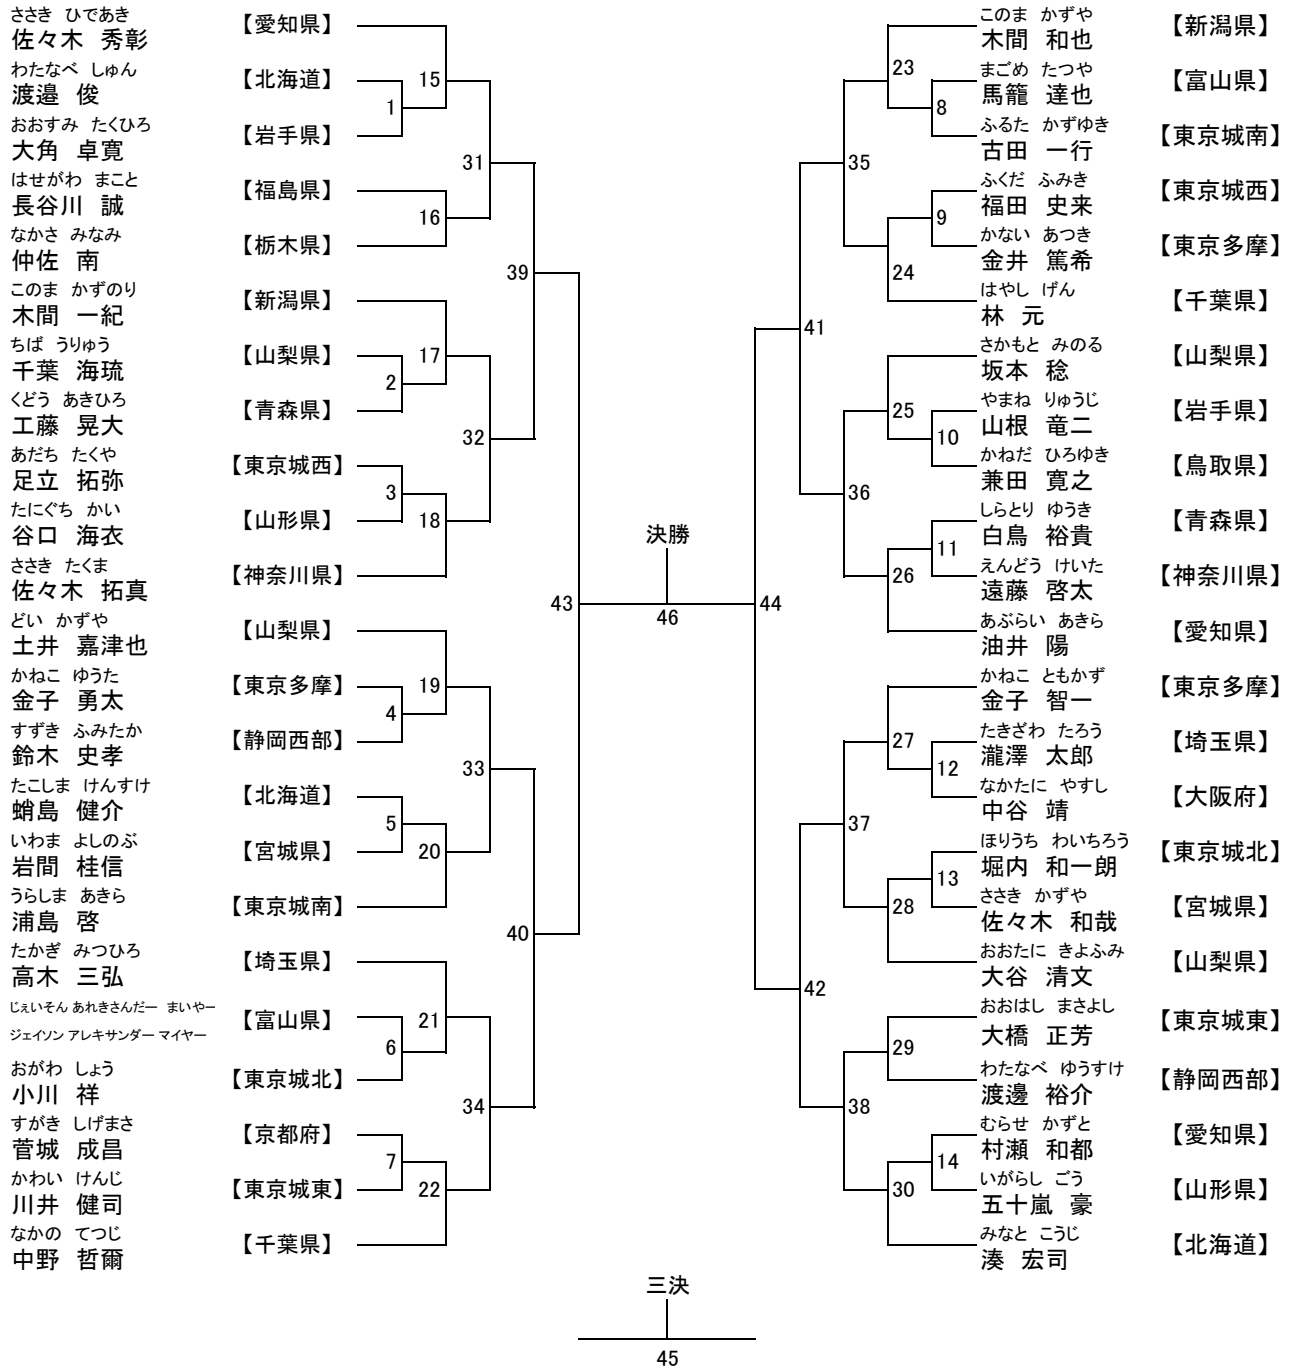 ささき ひであき
佐々木 秀彰 【愛知県】
わたなべ しゅん
渡邉 俊 【北海道】
おおすみ たくひろ
大角 卓寛 【岩手県】
はせがわ まこと
長谷川 誠 【福島県】
なかさ みなみ
仲佐 南 【栃木県】
このま かずのり
木間 一紀 【新潟県】
ちば うりゅう
千葉 海琉 【山梨県】
くどう あきひろ
工藤 晃大 【青森県】
あだち たくや
足立 拓弥 【東京城西】
たにぐち かい
谷口 海衣 【山形県】
ささき たくま
佐々木 拓真 【神奈川県】
どい かずや
土井 嘉津也 【山梨県】
かねこ ゆうた
金子 勇太 【東京多摩】
すずき ふみたか
鈴木 史孝 【静岡西部】
たこしま けんすけ
蛸島 健介 【北海道】
いわま よしのぶ
岩間 桂信 【宮城県】
うらしま あきら
浦島 啓 【東京城南】
たかぎ みつひろ
高木 三弘 【埼玉県】
じぇいそん あれきさんだー まいやー
ジェイソン アレキサンダー マイヤー 【富山県】
おがわ しょう
小川 祥 【東京城北】
すがき しげまさ
菅城 成昌 【京都府】
かわい けんじ
川井 健司 【東京城東】
なかの てつじ
中野 哲爾 【千葉県】
1
2
3
4
5
6
7
15
16
17
18
19
20
21
22
31
32
33
34
39
40
43
決勝
46
44
41
42
35
36
37
38
23
24
25
26
27
28
29
30
8
9
10
11
12
13
14
このま かずや
木間 和也 【新潟県】
まごめ たつや
馬籠 達也 【富山県】
ふるた かずゆき
古田 一行 【東京城南】
ふくだ ふみき
福田 史来 【東京城西】
かない あつき
金井 篤希 【東京多摩】
はやし げん
林 元 【千葉県】
さかもと みのる
坂本 稔 【山梨県】
やまね りゅうじ
山根 竜二 【岩手県】
かねだ ひろゆき
兼田 寛之 【鳥取県】
しらとり ゆうき
白鳥 裕貴 【青森県】
えんどう けいた
遠藤 啓太 【神奈川県】
あぶらい あきら
油井 陽 【愛知県】
かねこ ともかず
金子 智一 【東京多摩】
たきざわ たろう
瀧澤 太郎 【埼玉県】
なかたに やすし
中谷 靖 【大阪府】
ほりうち わいちろう
堀内 和一朗 【東京城北】
ささき かずや
佐々木 和哉 【宮城県】
おおたに きよふみ
大谷 清文 【山梨県】
おおはし まさよし
大橋 正芳 【東京城東】
わたなべ ゆうすけ
渡邊 裕介 【静岡西部】
むらせ かずと
村瀬 和都 【愛知県】
いがらし ごう
五十嵐 豪 【山形県】
みなと こうじ
湊 宏司 【北海道】
三決
45